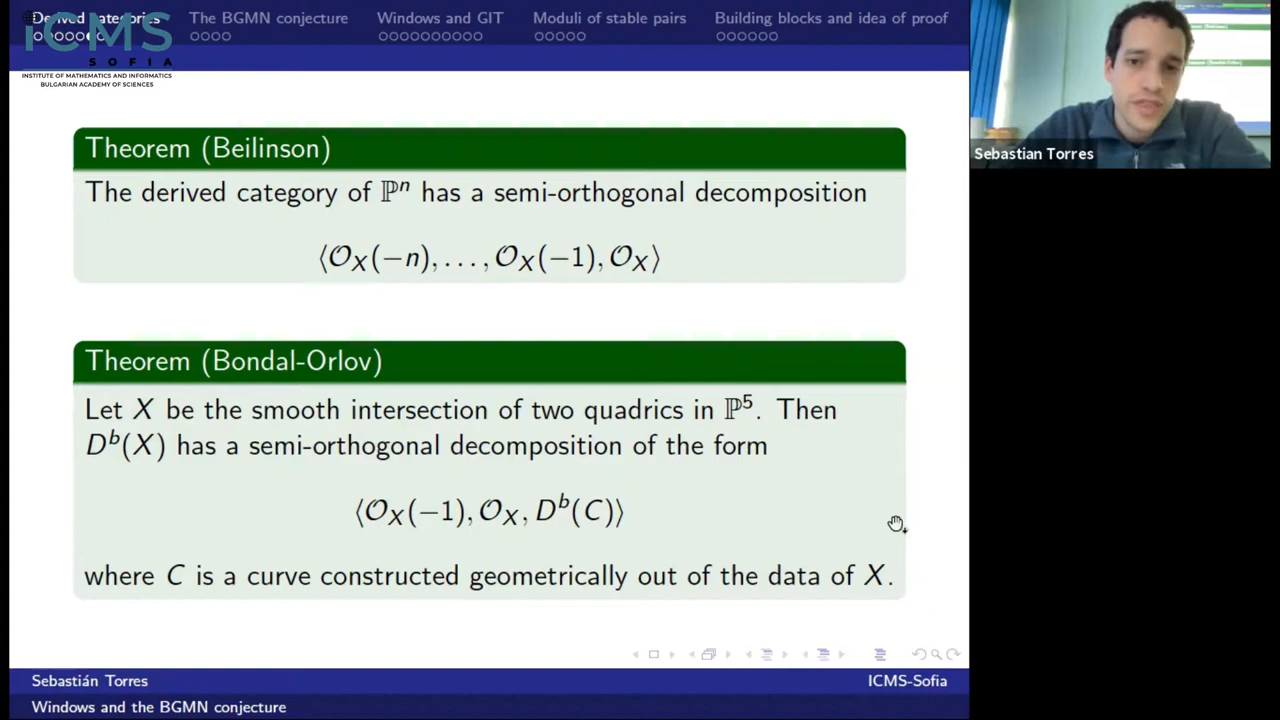 Derived categories
The BGMN conjecture
Windows and GIT
Moduli of stable pairs
Building blocks and idea of proof
ICMS
SOFIA
INSTITUTE OF MATHEMATICS AND INFORMATICS
BULGARIAN ACADEMY OF SCIENCES
Sebastian Torres
Theorem (Beilinson)
The derived category of ℙⁿ has a semi-orthogonal decomposition
⟨𝒪_X(−n), . . . , 𝒪_X(−1), 𝒪_X⟩
Theorem (Bondal-Orlov)
Let X be the smooth intersection of two quadrics in ℙ⁵. Then
Dᵇ(X) has a semi-orthogonal decomposition of the form
⟨𝒪_X(−1), 𝒪_X, Dᵇ(C)⟩
where C is a curve constructed geometrically out of the data of X.
Sebastián Torres
ICMS-Sofia
Windows and the BGMN conjecture